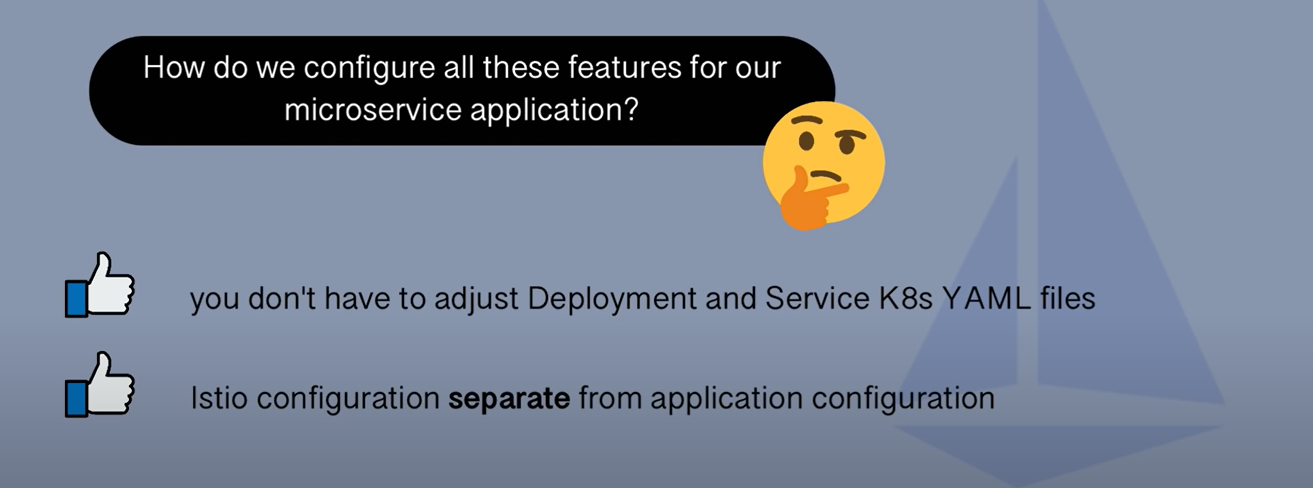 How do we configure all these features for our
microservice application?
you don't have to adjust Deployment and Service K8s YAML files
Istio configuration separate from application configuration